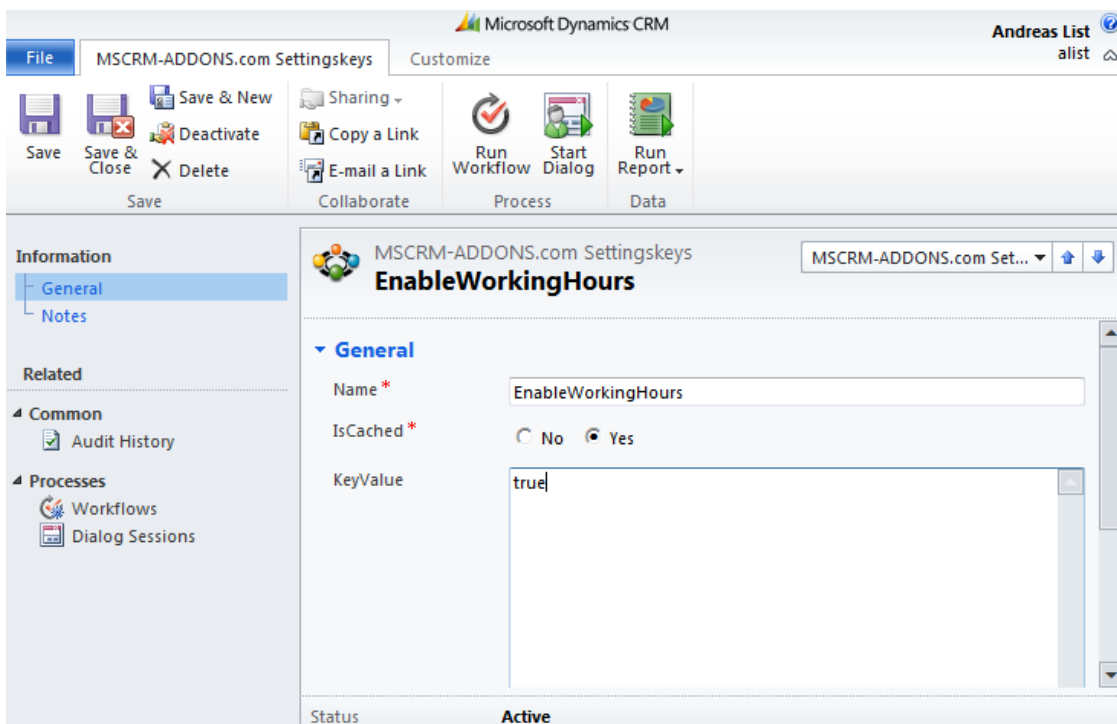 Microsoft Dynamics CRM
Andreas List
alist
File
MSCRM-ADDONS.com Settingskeys
Customize
Save
Save & Close
Save & New
Deactivate
Delete
Save
Sharing
Copy a Link
E-mail a Link
Collaborate
Run Workflow
Start Dialog
Process
Run Report
Data
Information
General
Notes
Related
Common
Audit History
Processes
Workflows
Dialog Sessions
MSCRM-ADDONS.com Settingskeys
EnableWorkingHours
MSCRM-ADDONS.com Set...
General
Name *
EnableWorkingHours
IsCached *
No Yes
KeyValue
true
Status
Active